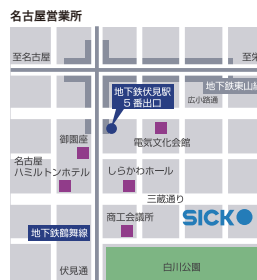 名古屋営業所
至名古屋
至栄
地下鉄伏見駅
５番出口
地下鉄東山線
広小路通
御園座
電気文化会館
名古屋
ハミルトンホテル
しらかわホール
三蔵通り
商工会議所
SICK
地下鉄鶴舞線
白川公園
伏見通